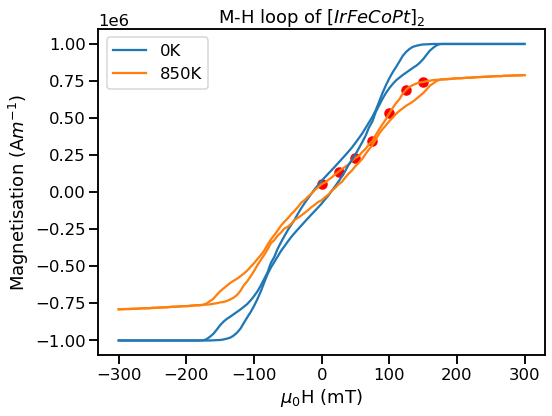 M-H loop of [IrFeCoPt]₂
1e6
0K
850K
1.00
0.75
0.50
0.25
0.00
−0.25
−0.50
−0.75
−1.00
Magnetisation (Am⁻¹)
−300 −200 −100 0 100 200 300
μ₀H (mT)